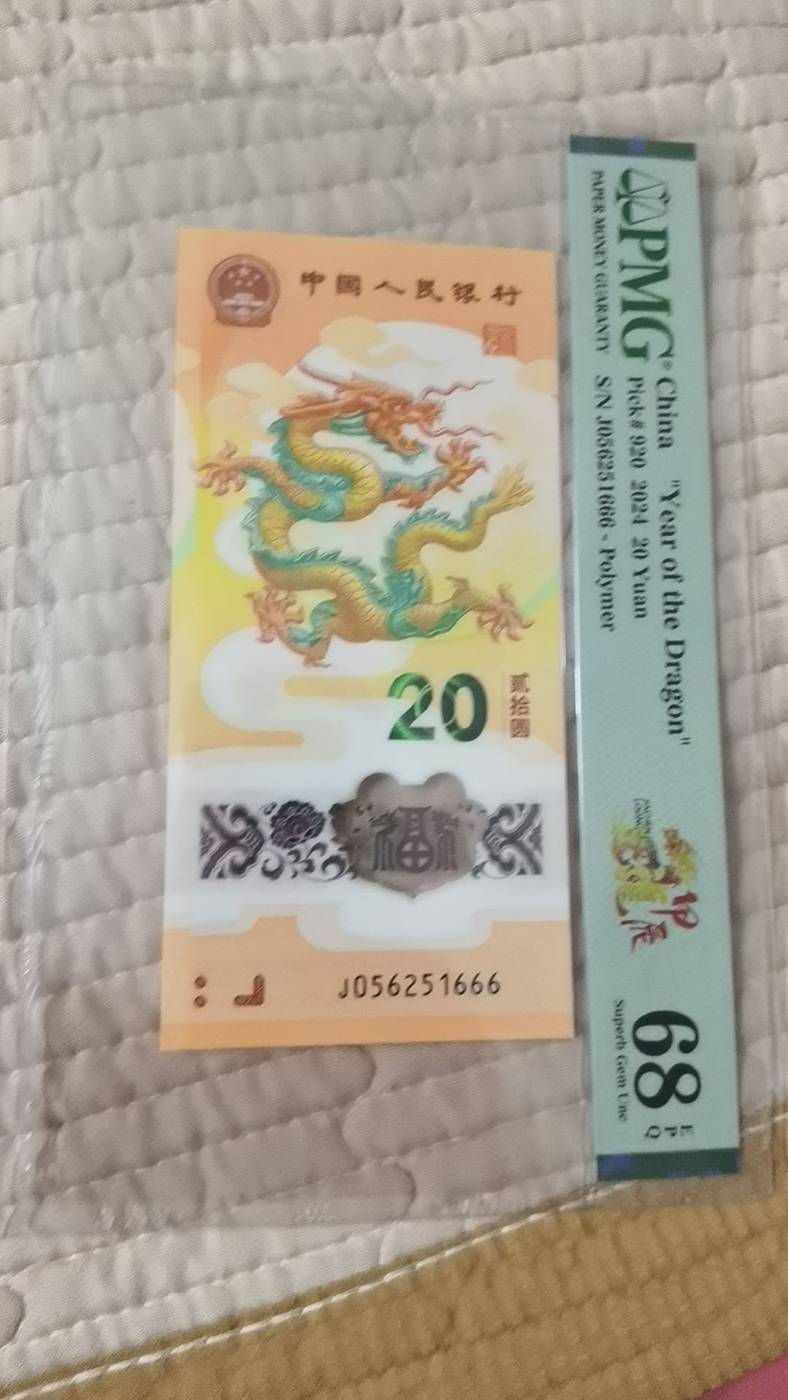 中国人民银行
20
贰拾圆
福
J056251666
PMG®
PAPER MONEY GUARANTY
China "Year of the Dragon"
Pick# 920 2024 20 Yuan
S/N J056251666 - Polymer
68
EPQ
Superb Gem Unc